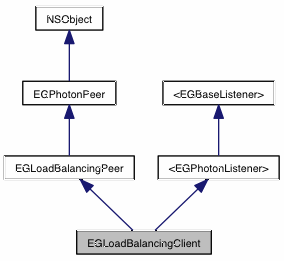 NSObject
EGPhotonPeer
<EGBaseListener>
EGLoadBalancingPeer
<EGPhotonListener>
EGLoadBalancingClient